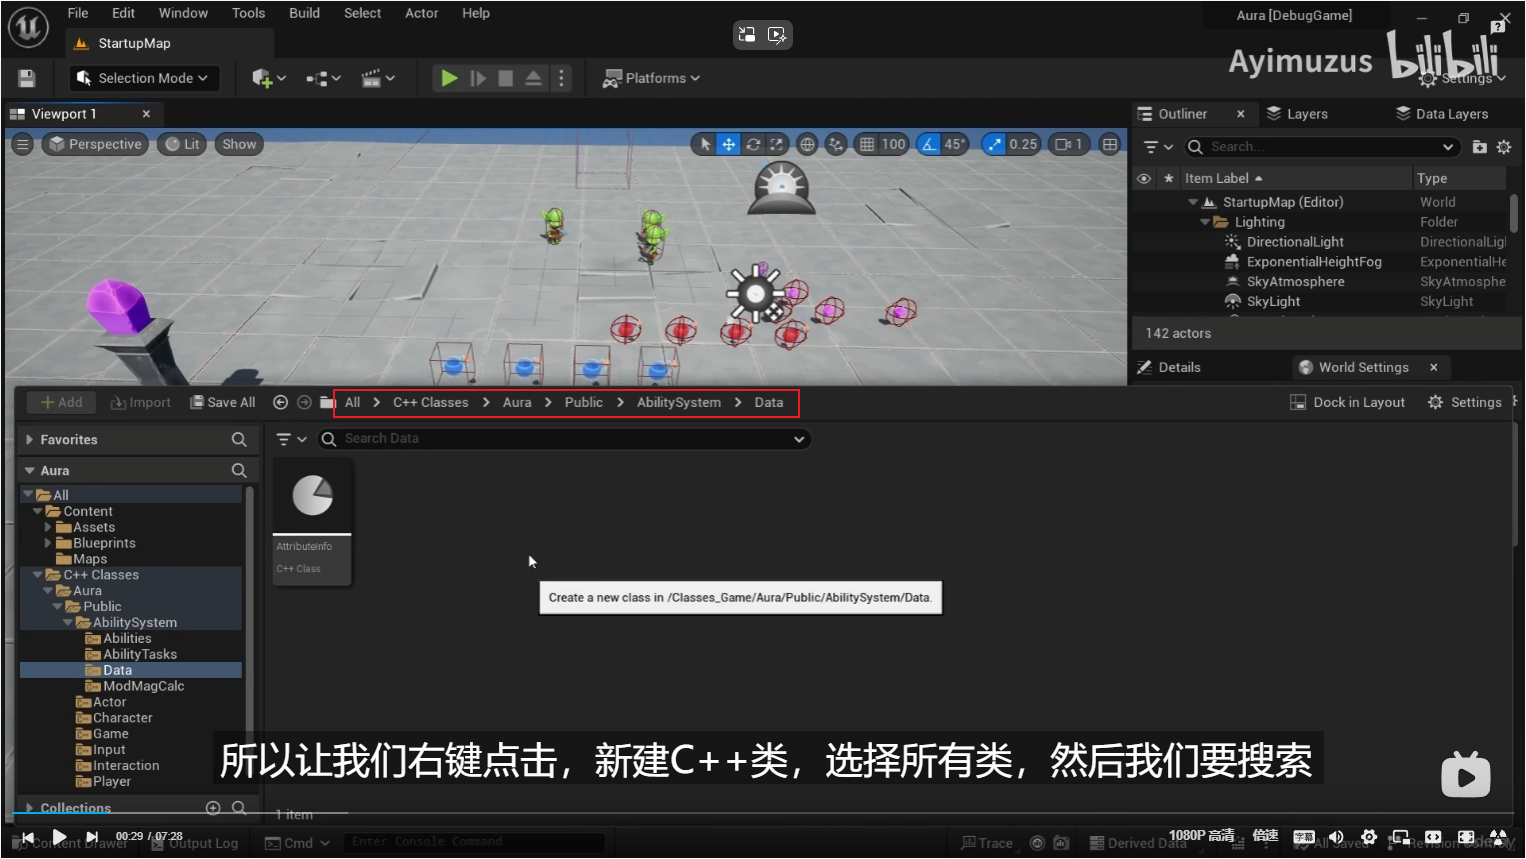 File Edit Window Tools Build Select Actor Help
Aura [DebugGame]
StartupMap
Ayimuzus bilibili
Selection Mode
Platforms
Settings
Viewport 1
Outliner
Layers
Data Layers
Perspective Lit Show
100 45° 0.25 1
Search...
Item Label Type
StartupMap (Editor) World
Lighting Folder
DirectionalLight DirectionalLigh
ExponentialHeightFog ExponentialHe
SkyAtmosphere SkyAtmosphe
SkyLight SkyLight
142 actors
Details
World Settings
Add Import Save All
All > C++ Classes > Aura > Public > AbilitySystem > Data
Dock in Layout Settings
Favorites
Search Data
Aura
All
Content
Assets
Blueprints
Maps
C++ Classes
Aura
Public
AbilitySystem
Abilities
AbilityTasks
Data
ModMagCalc
Actor
Character
Game
Input
Interaction
Player
Collections
AttributeInfo
C++ Class
Create a new class in /Classes_Game/Aura/Public/AbilitySystem/Data.
所以让我们右键点击，新建C++类，选择所有类，然后我们要搜索
1 item
00:29 / 07:28
1080P 高清 倍速 字幕
Content Drawer Output Log Cmd Enter Console Command
Trace Derived Data All Saved Revision Control